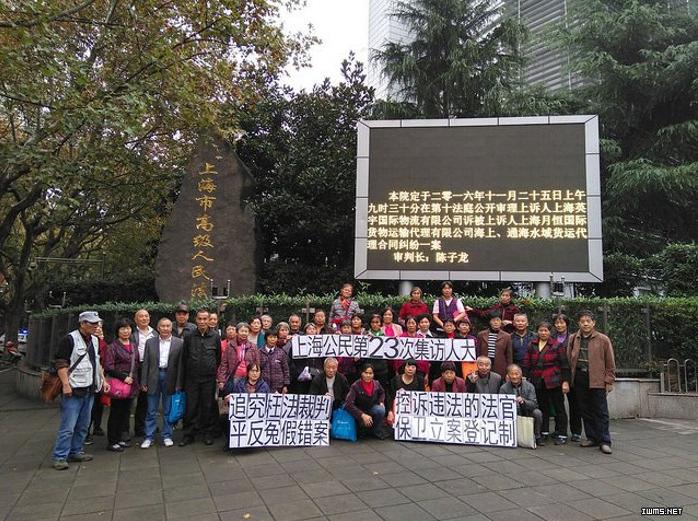 上海市高级人民法
本院定于二零一六年十一月二十五日上午
九时三十分在第十法庭公开审理上诉人上海英
宇国际物流有限公司诉被上诉人上海月恒国际
货物运输代理有限公司海上、通海水域货运代
理合同纠纷一案
审判长：陈子龙
上海公民第23次集访人大
追究枉法裁判
平反冤假错案
控诉违法的法官
保卫立案登记制
IWMS.NET